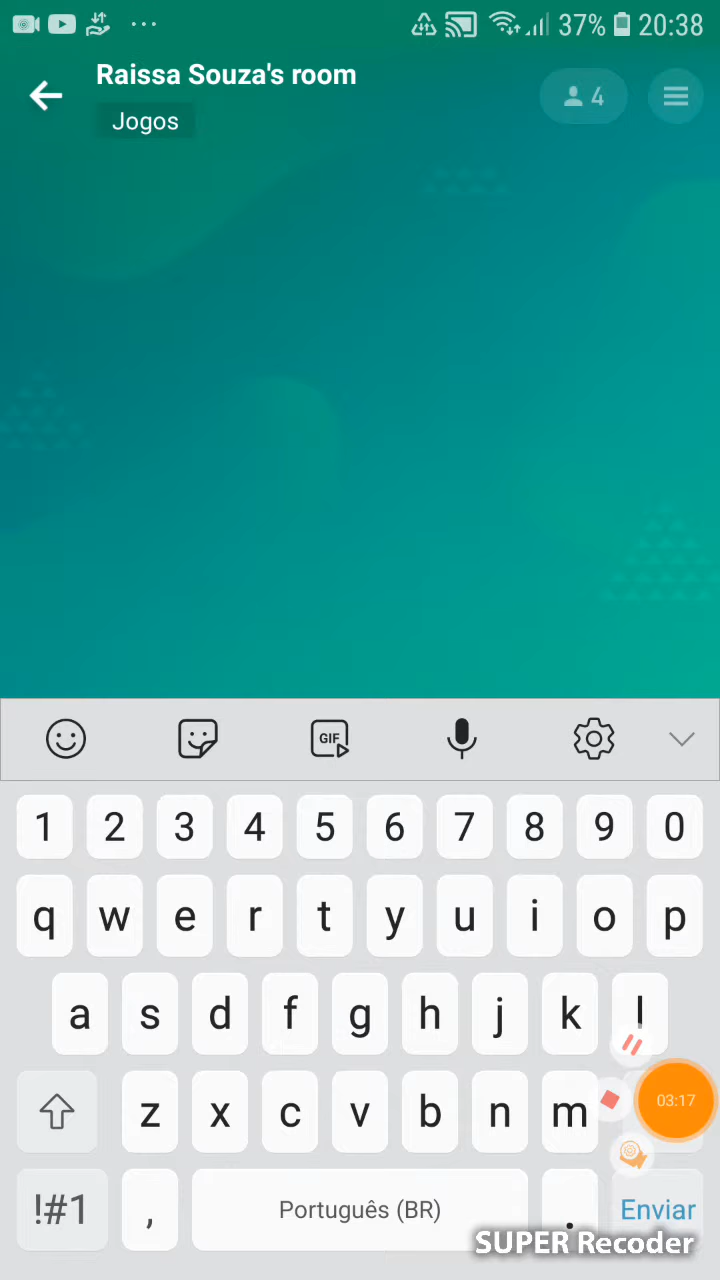 37% 20:38
Raissa Souza's room
4
Jogos
GIF
1 2 3 4 5 6 7 8 9 0
q w e r t y u i o p
a s d f g h j k l
z x c v b n m
03:17
!#1 , Português (BR) . Enviar
SUPER Recoder